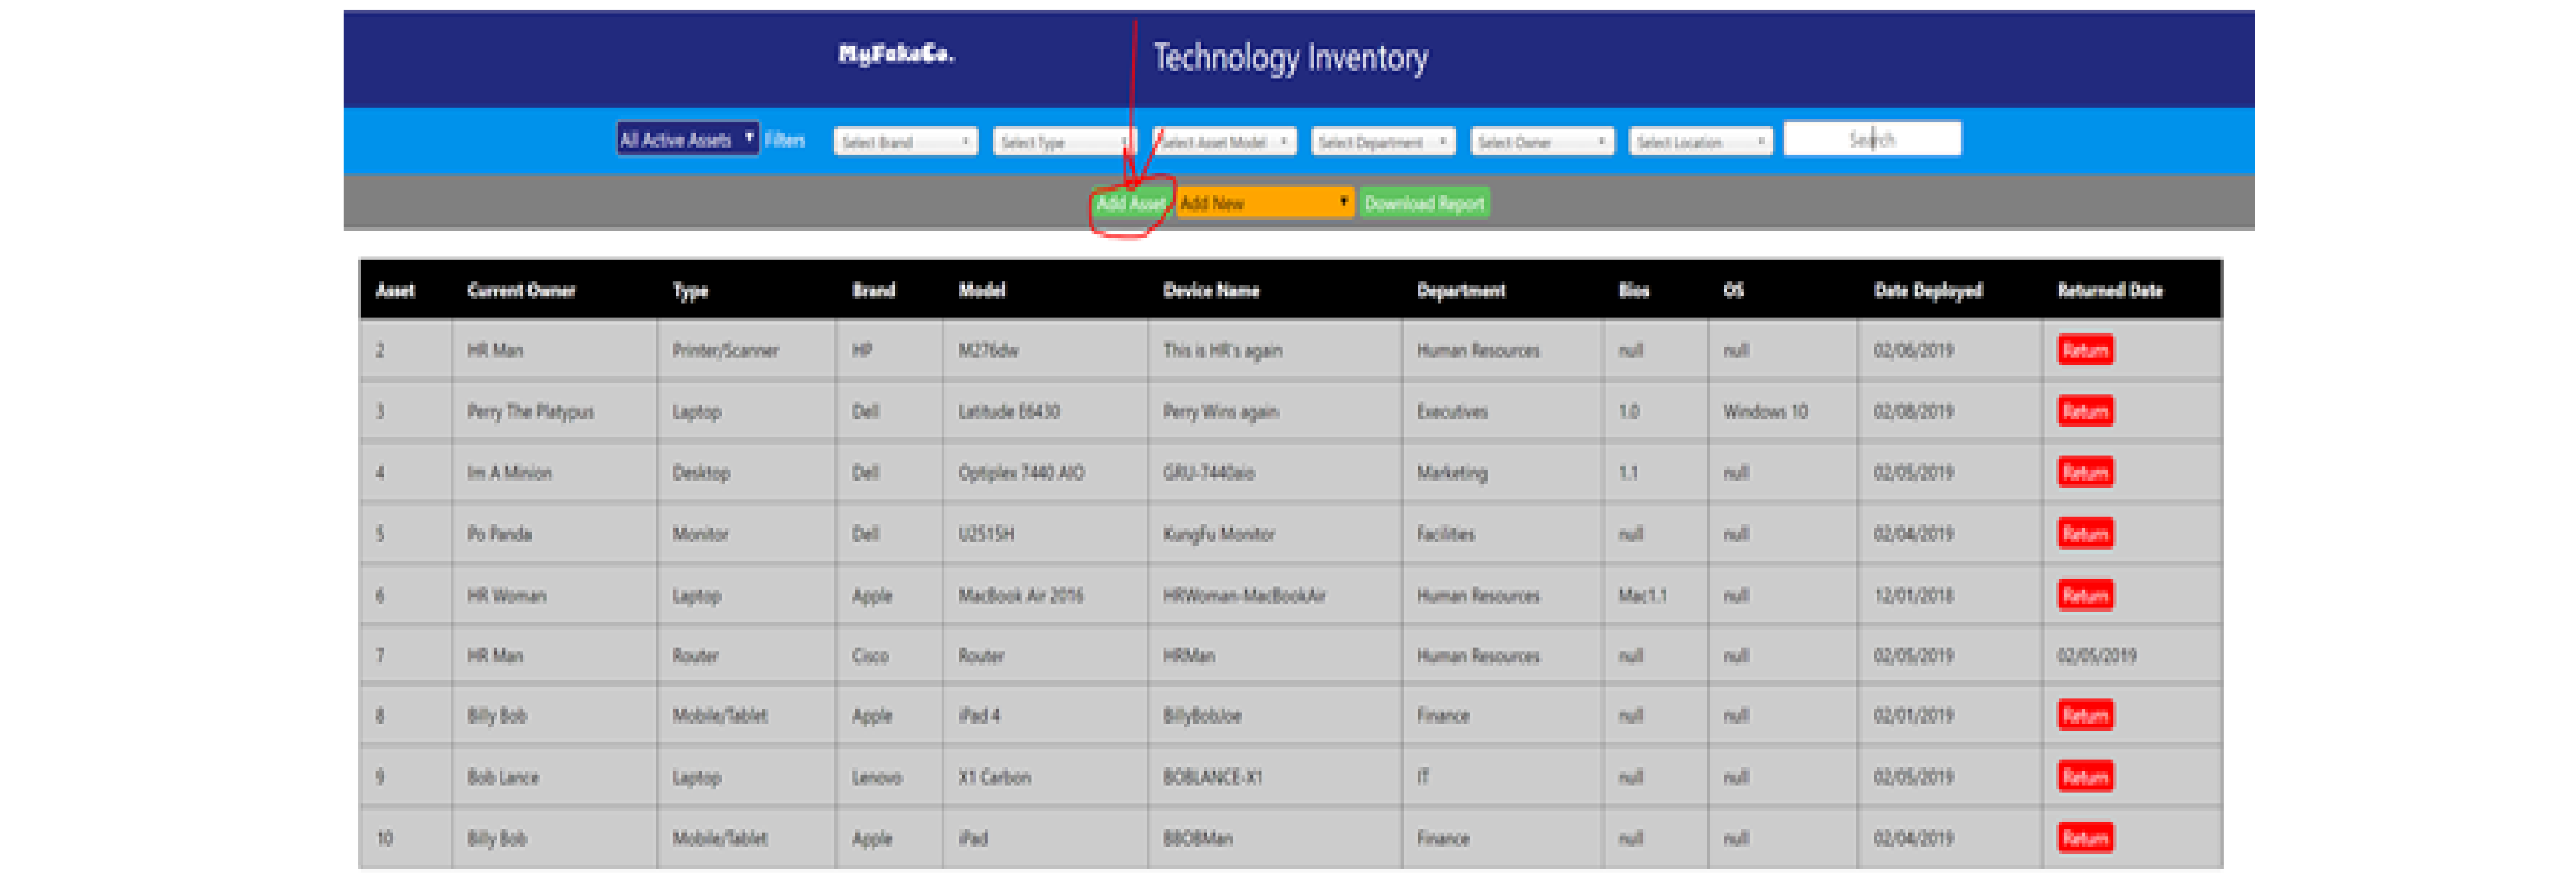 MyFakeCo. Technology Inventory
All Active Assets Filters Select Brand Select Type Select Asset Model Select Department Select Owner Select Location Search
Add Asset Add New Download Report
Asset Current Owner Type Brand Model Device Name Department Bios OS Date Deployed Returned Date
2 HR Man Printer/Scanner HP M276dw This is HR's again Human Resources null null 02/06/2019 Return
3 Perry The Platypus Laptop Dell Latitude E6430 Perry Wins again Executives 1.0 Windows 10 02/08/2019 Return
4 Im A Minion Desktop Dell Optiplex 7440 AIO GRU-7440aio Marketing 1.1 null 02/05/2019 Return
5 Po Panda Monitor Dell U2515H KungFu Monitor Facilities null null 02/04/2019 Return
6 HR Woman Laptop Apple MacBook Air 2016 HRWoman-MacBookAir Human Resources Mac1.1 null 12/01/2018 Return
7 HR Man Router Cisco Router HRMan Human Resources null null 02/05/2019 02/05/2019
8 Billy Bob Mobile/Tablet Apple iPad 4 BillyBobJoe Finance null null 02/01/2019 Return
9 Bob Lance Laptop Lenovo X1 Carbon BOBLANCE-X1 IT null null 02/05/2019 Return
10 Billy Bob Mobile/Tablet Apple iPad BBOBMan Finance null null 02/04/2019 Return